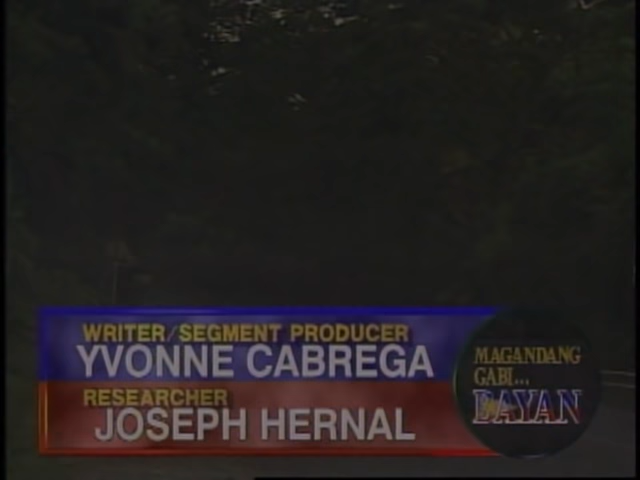 WRITER/SEGMENT PRODUCER
YVONNE CABREGA
RESEARCHER
JOSEPH HERNAL
MAGANDANG
GABI...
BAYAN